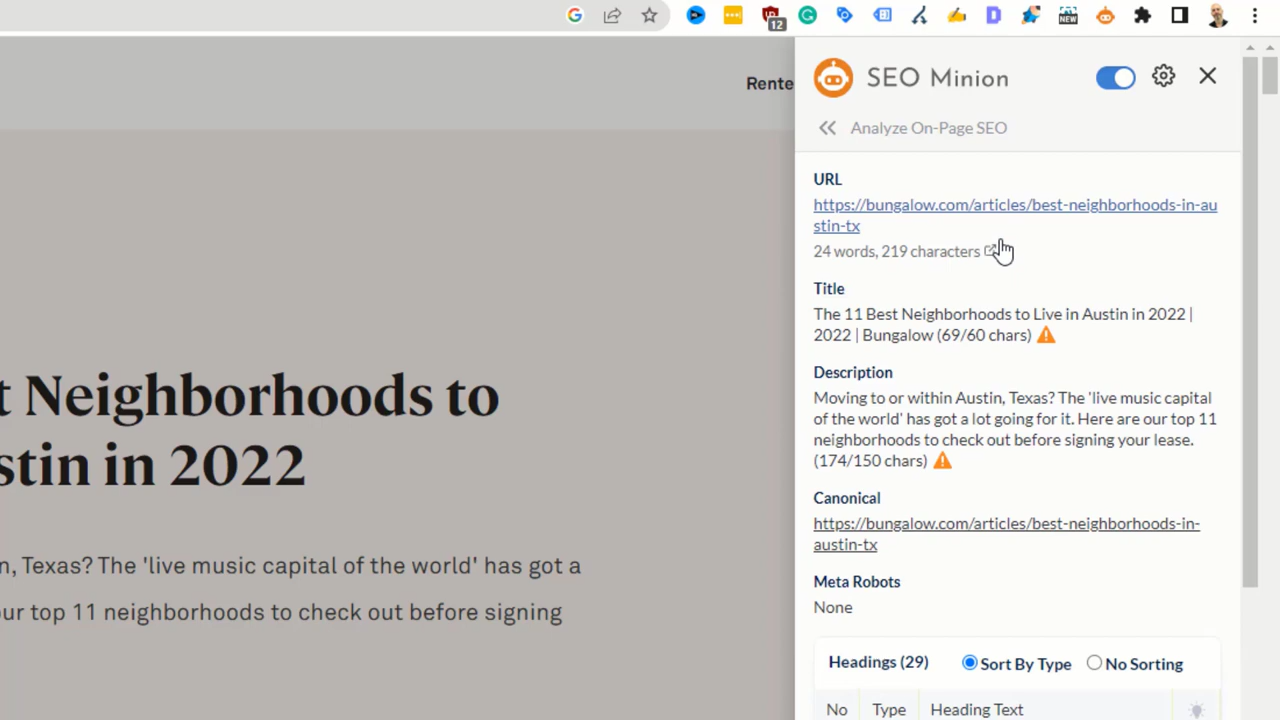 12
NEW
D
Rente
SEO Minion
Analyze On-Page SEO
URL
https://bungalow.com/articles/best-neighborhoods-in-au
stin-tx
24 words, 219 characters
Title
The 11 Best Neighborhoods to Live in Austin in 2022 |
2022 | Bungalow (69/60 chars)
Description
Moving to or within Austin, Texas? The 'live music capital
of the world' has got a lot going for it. Here are our top 11
neighborhoods to check out before signing your lease.
(174/150 chars)
Canonical
https://bungalow.com/articles/best-neighborhoods-in-
austin-tx
Meta Robots
None
Headings (29) Sort By Type No Sorting
No Type Heading Text
t Neighborhoods to
stin in 2022
n, Texas? The 'live music capital of the world' has got a
ur top 11 neighborhoods to check out before signing